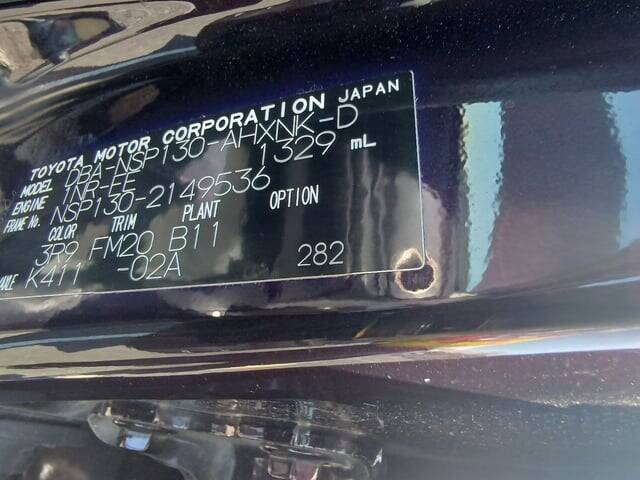 TOYOTA MOTOR CORPORATION JAPAN
MODEL DBA-NSP130-AHXNK-D
ENGINE 1NR-FE 1329 mL
FRAME No. NSP130-2149536
COLOR TRIM PLANT OPTION
3R9 FM20 B11
K411 -02A 282